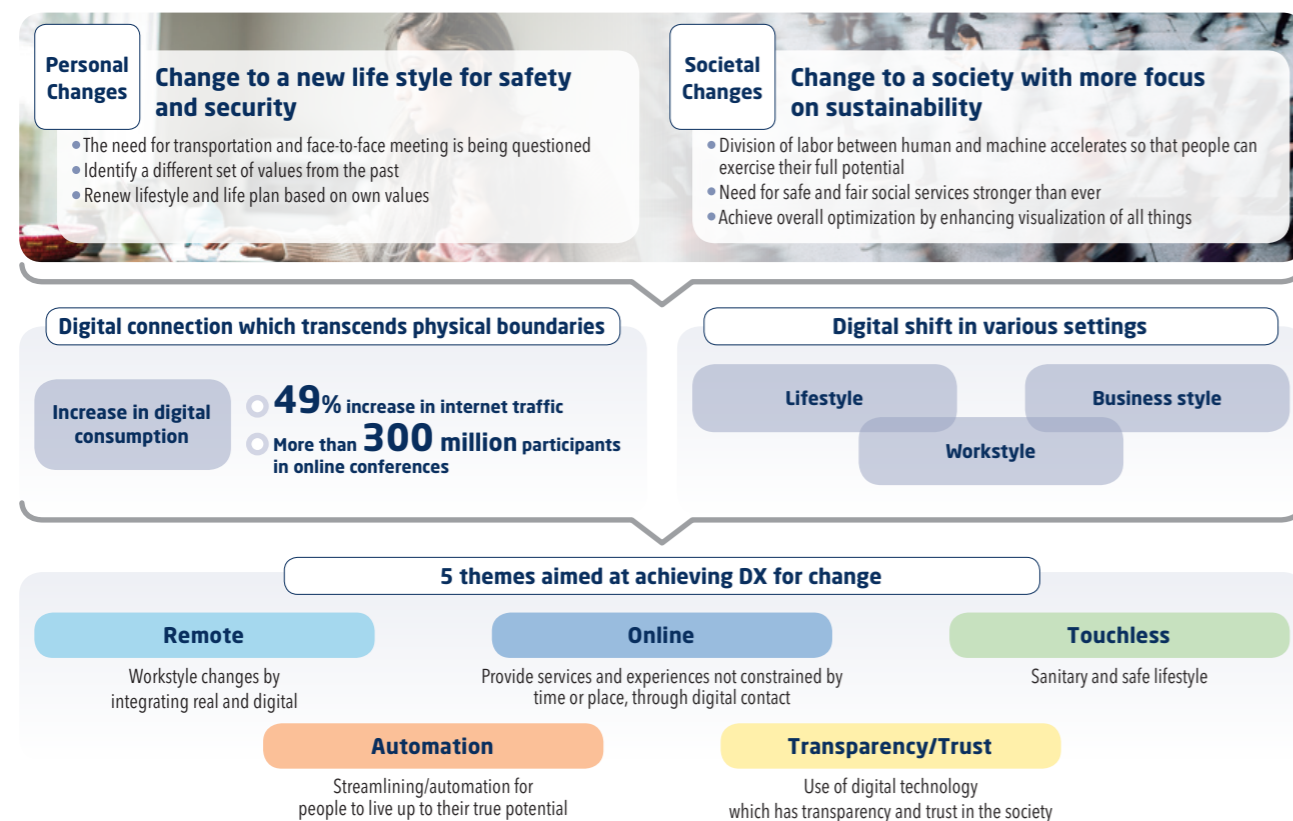 Personal
Changes
Change to a new life style for safety
and security
• The need for transportation and face-to-face meeting is being questioned
• Identify a different set of values from the past
• Renew lifestyle and life plan based on own values
Societal
Changes
Change to a society with more focus
on sustainability
• Division of labor between human and machine accelerates so that people can
exercise their full potential
• Need for safe and fair social services stronger than ever
• Achieve overall optimization by enhancing visualization of all things
Digital connection which transcends physical boundaries
Increase in digital
consumption
49% increase in internet traffic
More than 300 million participants
in online conferences
Digital shift in various settings
Lifestyle
Business style
Workstyle
5 themes aimed at achieving DX for change
Remote
Workstyle changes by
integrating real and digital
Online
Provide services and experiences not constrained by
time or place, through digital contact
Touchless
Sanitary and safe lifestyle
Automation
Streamlining/automation for
people to live up to their true potential
Transparency/Trust
Use of digital technology
which has transparency and trust in the society